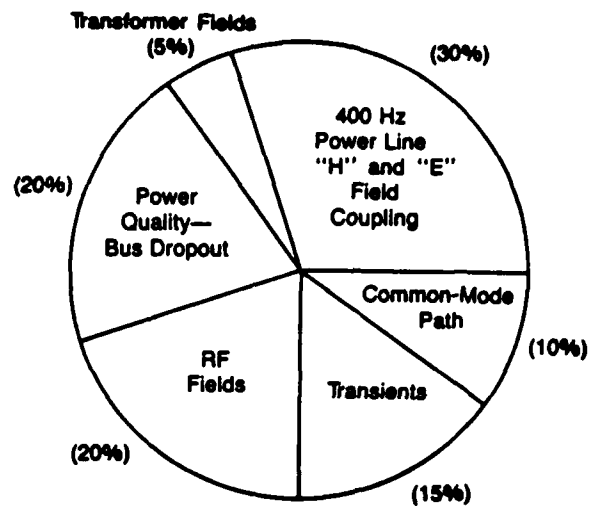 Transformer Fields
(5%)
(30%)
400 Hz
Power Line
"H" and "E"
Field
Coupling
(20%)
Power
Quality—
Bus Dropout
Common-Mode
Path
(10%)
RF
Fields
Transients
(20%)
(15%)